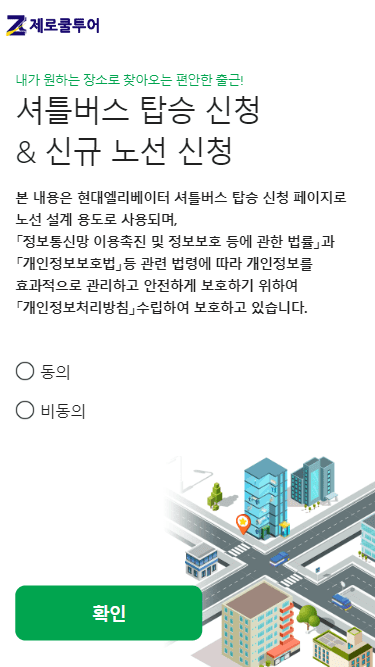 제로쿨투어
내가 원하는 장소로 찾아오는 편안한 출근!
셔틀버스 탑승 신청
& 신규 노선 신청
본 내용은 현대엘리베이터 셔틀버스 탑승 신청 페이지로
노선 설계 용도로 사용되며,
｢정보통신망 이용촉진 및 정보보호 등에 관한 법률｣과
｢개인정보보호법｣등 관련 법령에 따라 개인정보를
효과적으로 관리하고 안전하게 보호하기 위하여
｢개인정보처리방침｣수립하여 보호하고 있습니다.
동의
비동의
확인